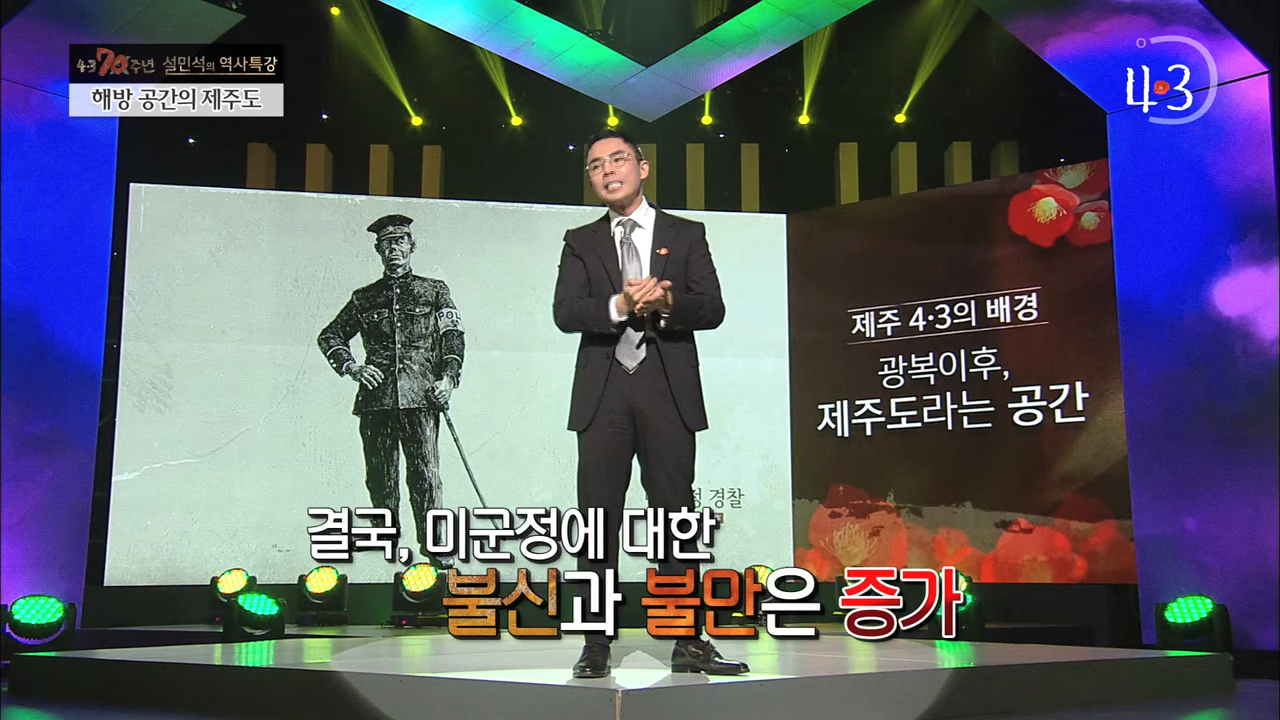 4·3 70주년 설민석의 역사특강
해방 공간의 제주도
4·3
POL
제주 4·3의 배경
광복이후,
제주도라는 공간
경찰
결국, 미군정에 대한
불신과 불만은 증가